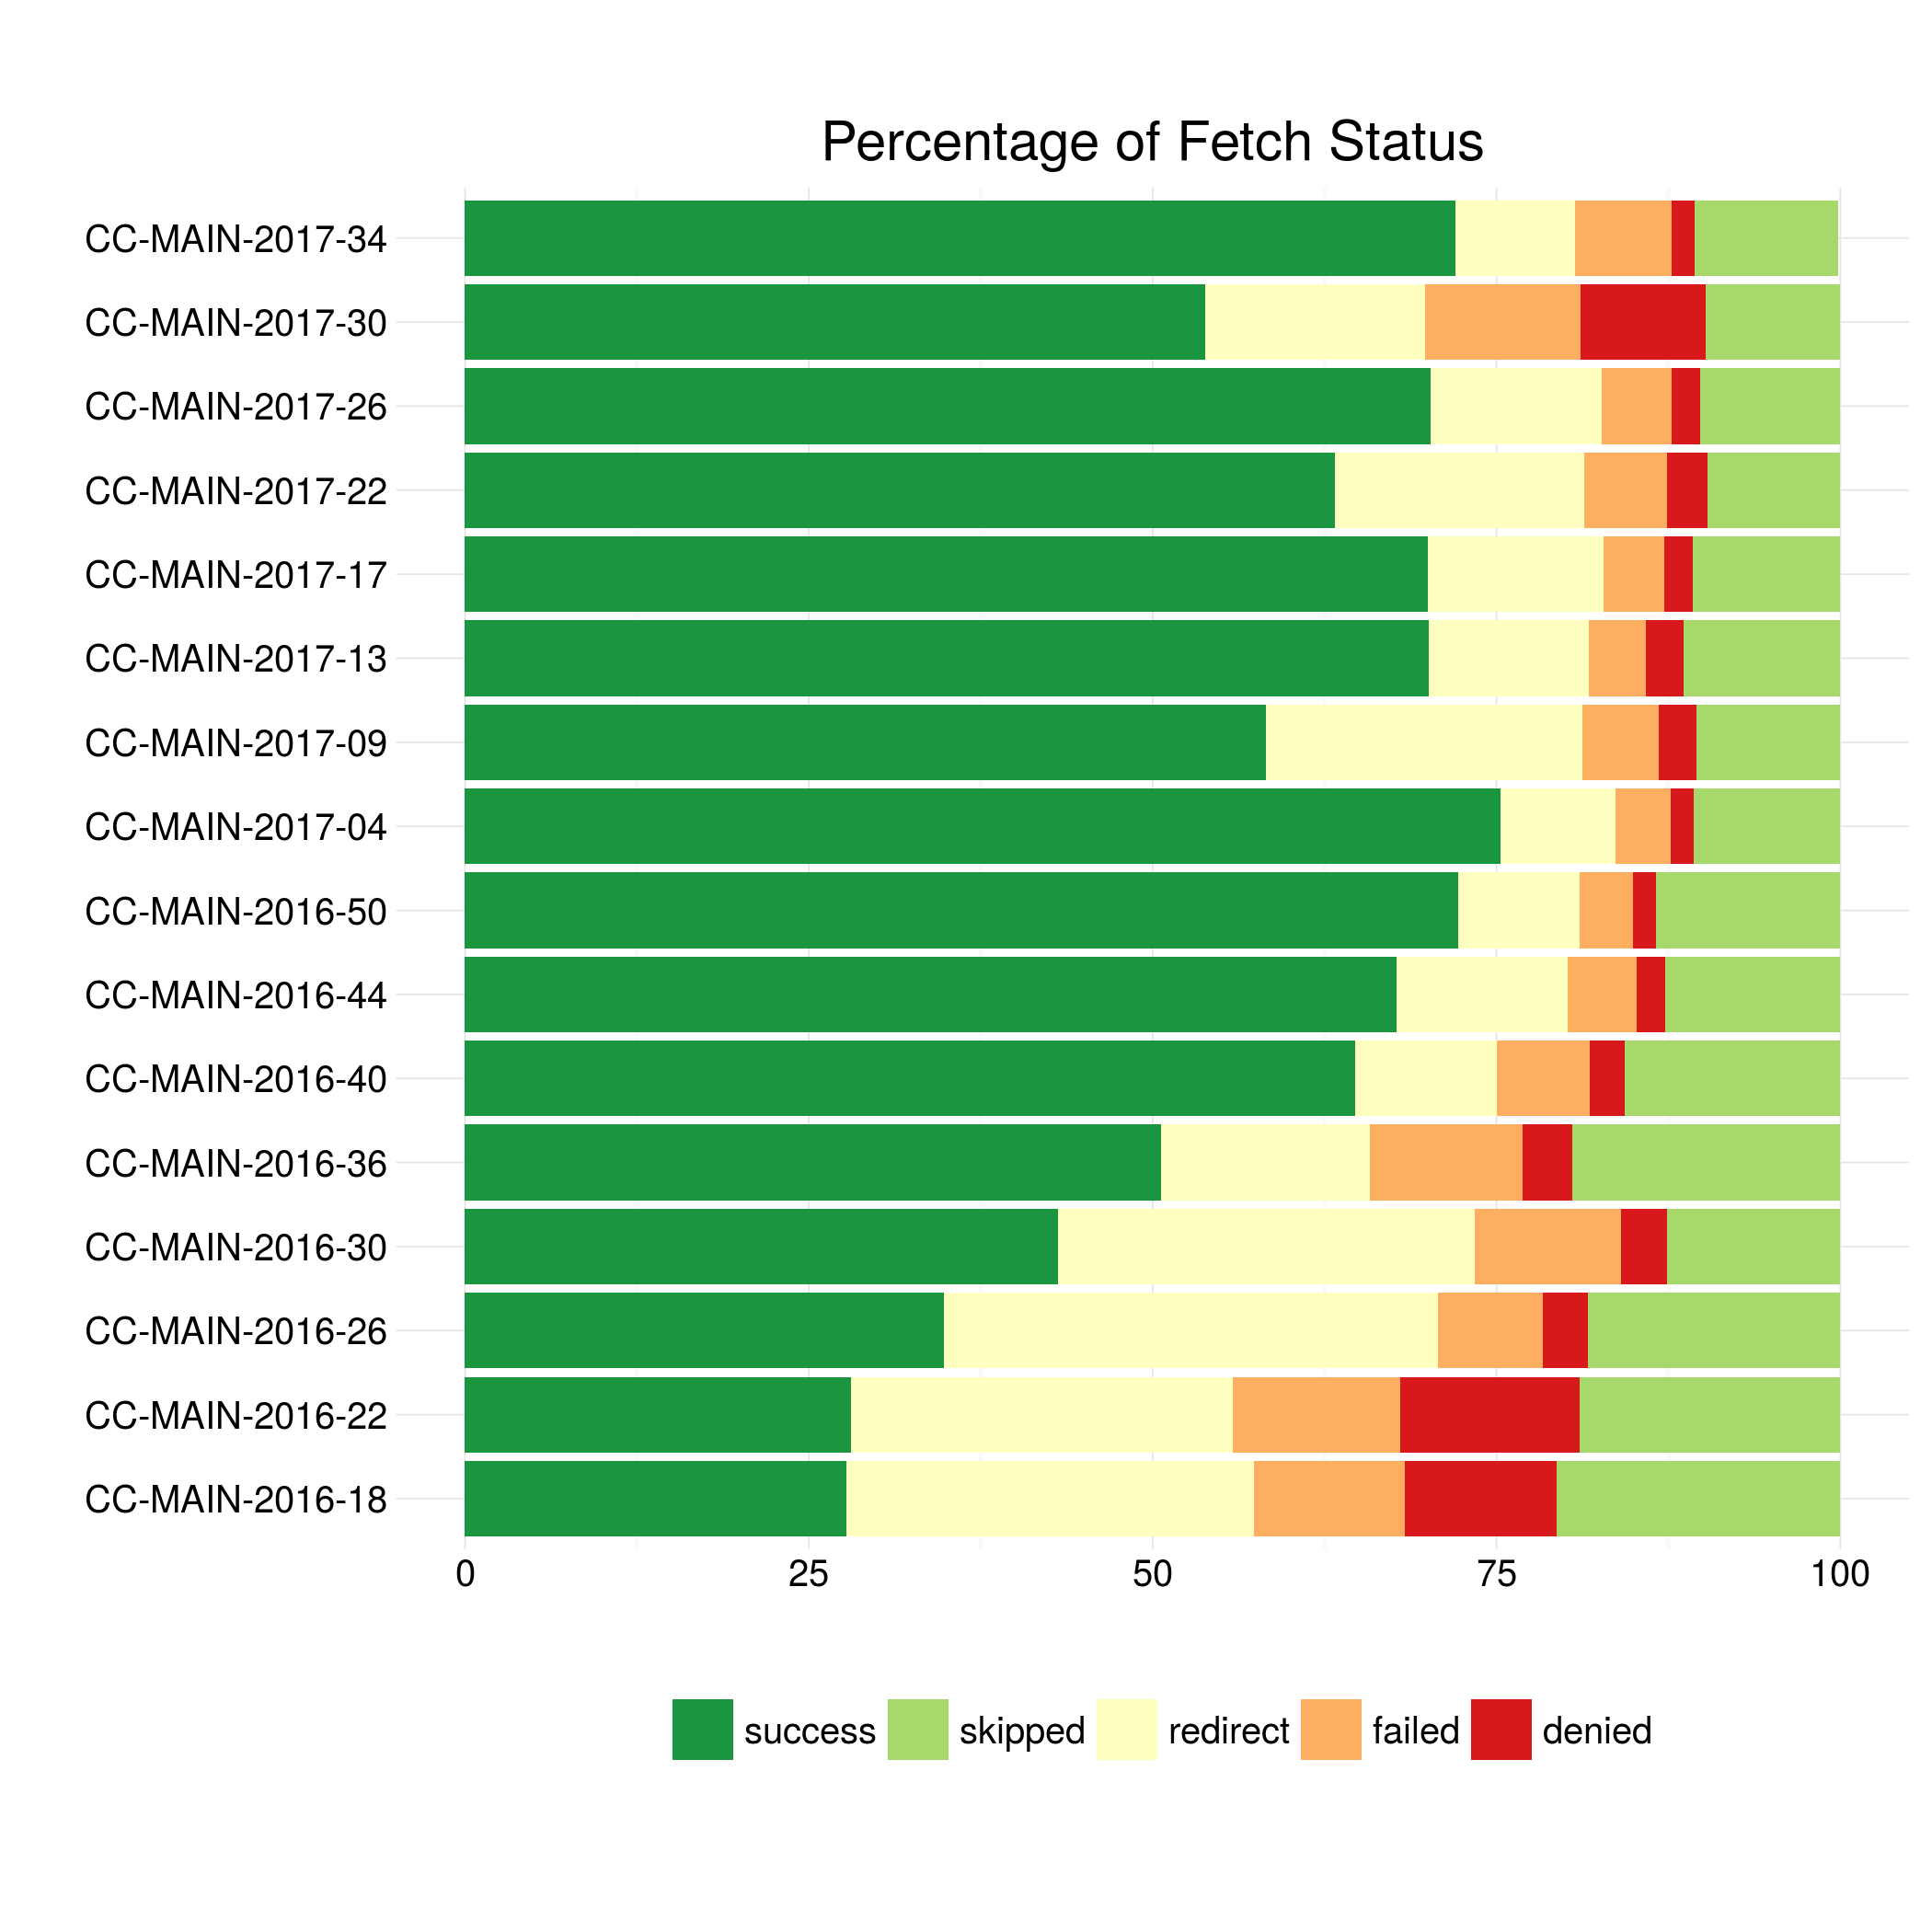 Percentage of Fetch Status
CC-MAIN-2017-34
CC-MAIN-2017-30
CC-MAIN-2017-26
CC-MAIN-2017-22
CC-MAIN-2017-17
CC-MAIN-2017-13
CC-MAIN-2017-09
CC-MAIN-2017-04
CC-MAIN-2016-50
CC-MAIN-2016-44
CC-MAIN-2016-40
CC-MAIN-2016-36
CC-MAIN-2016-30
CC-MAIN-2016-26
CC-MAIN-2016-22
CC-MAIN-2016-18
0 25 50 75 100
success skipped redirect failed denied